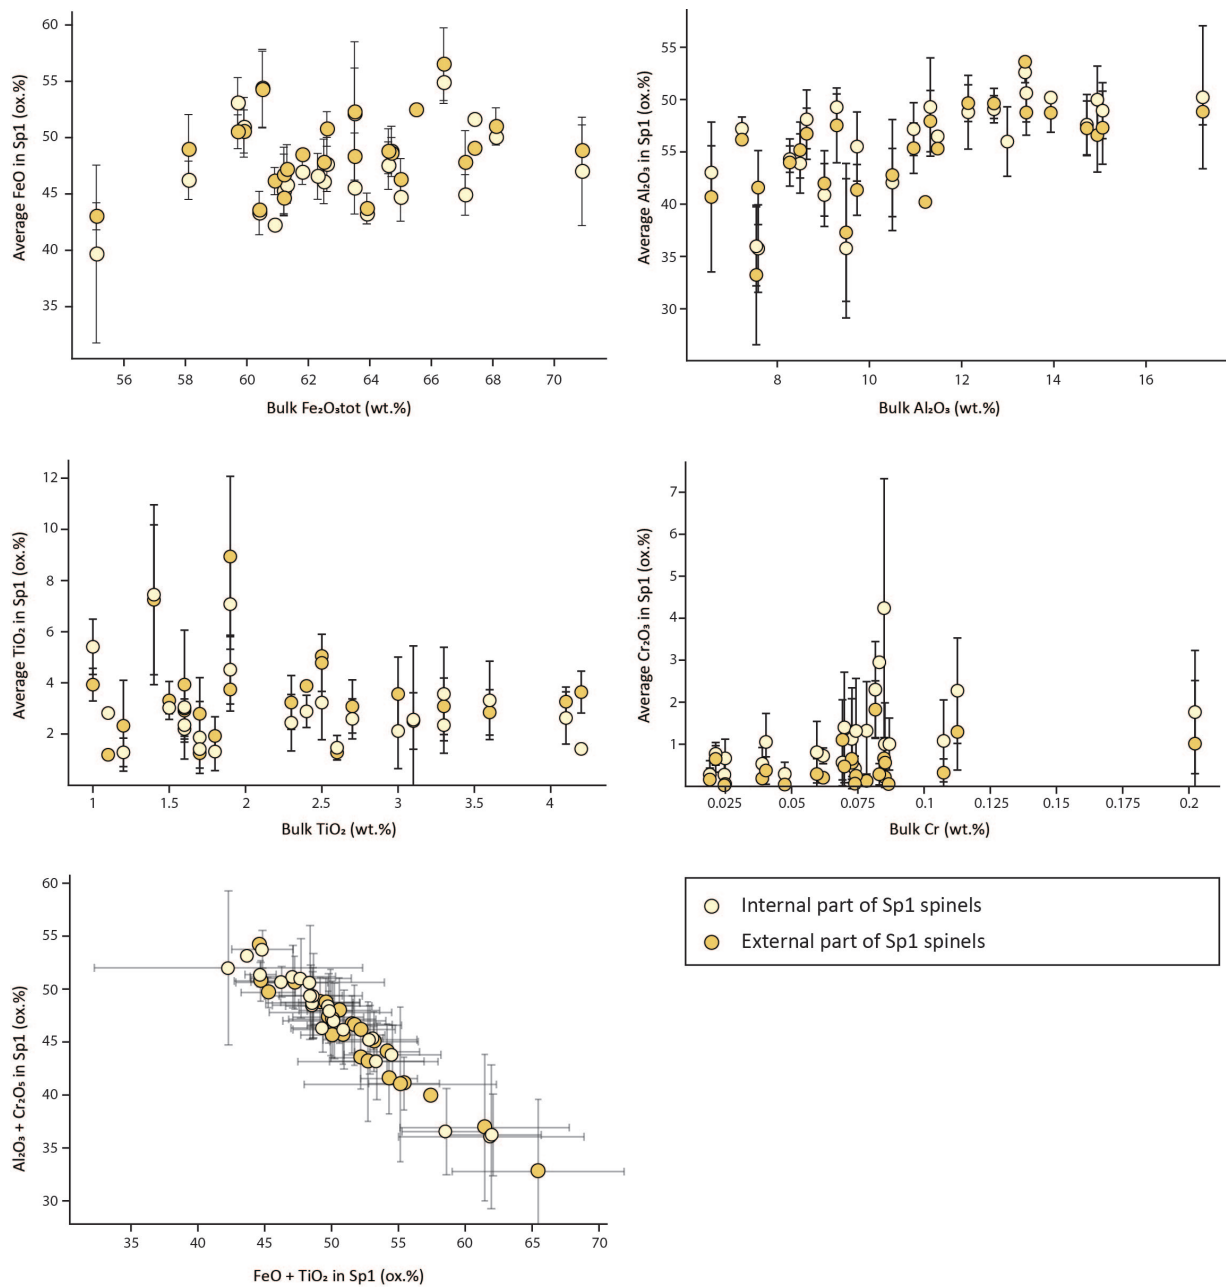 60
55
50
45
40
35
Average FeO in Sp1 (ox.%)
56 58 60 62 64 66 68 70
Bulk Fe₂O₃tot (wt.%)
55
50
45
40
35
30
Average Al₂O₃ in Sp1 (ox.%)
8 10 12 14 16
Bulk Al₂O₃ (wt.%)
12
10
8
6
4
2
Average TiO₂ in Sp1 (ox.%)
1 1.5 2 2.5 3 3.5 4
Bulk TiO₂ (wt.%)
7
6
5
4
3
2
1
Average Cr₂O₃ in Sp1 (ox.%)
0.025 0.05 0.075 0.1 0.125 0.15 0.175 0.2
Bulk Cr (wt.%)
60
55
50
45
40
35
30
Al₂O₃ + Cr₂O₅ in Sp1 (ox.%)
35 40 45 50 55 60 65 70
FeO + TiO₂ in Sp1 (ox.%)
Internal part of Sp1 spinels
External part of Sp1 spinels